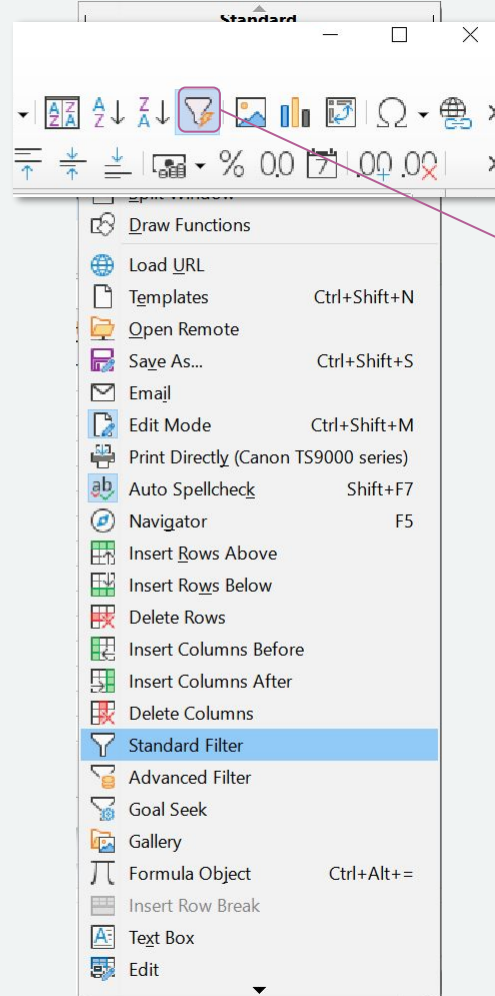 Standard
Split Window
Draw Functions
Load URL
Templates Ctrl+Shift+N
Open Remote
Save As... Ctrl+Shift+S
Email
Edit Mode Ctrl+Shift+M
Print Directly (Canon TS9000 series)
Auto Spellcheck Shift+F7
Navigator F5
Insert Rows Above
Insert Rows Below
Delete Rows
Insert Columns Before
Insert Columns After
Delete Columns
Standard Filter
Advanced Filter
Goal Seek
Gallery
Formula Object Ctrl+Alt+=
Insert Row Break
Text Box
Edit